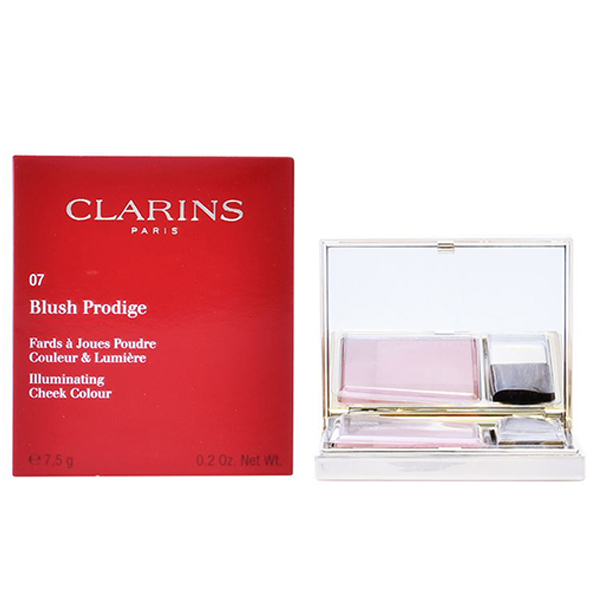 CLARINS
PARIS
07
Blush Prodige
Fards à Joues Poudre
Couleur & Lumière
Illuminating
Cheek Colour
℮ 7,5 g 0.2 Oz. Net Wt.